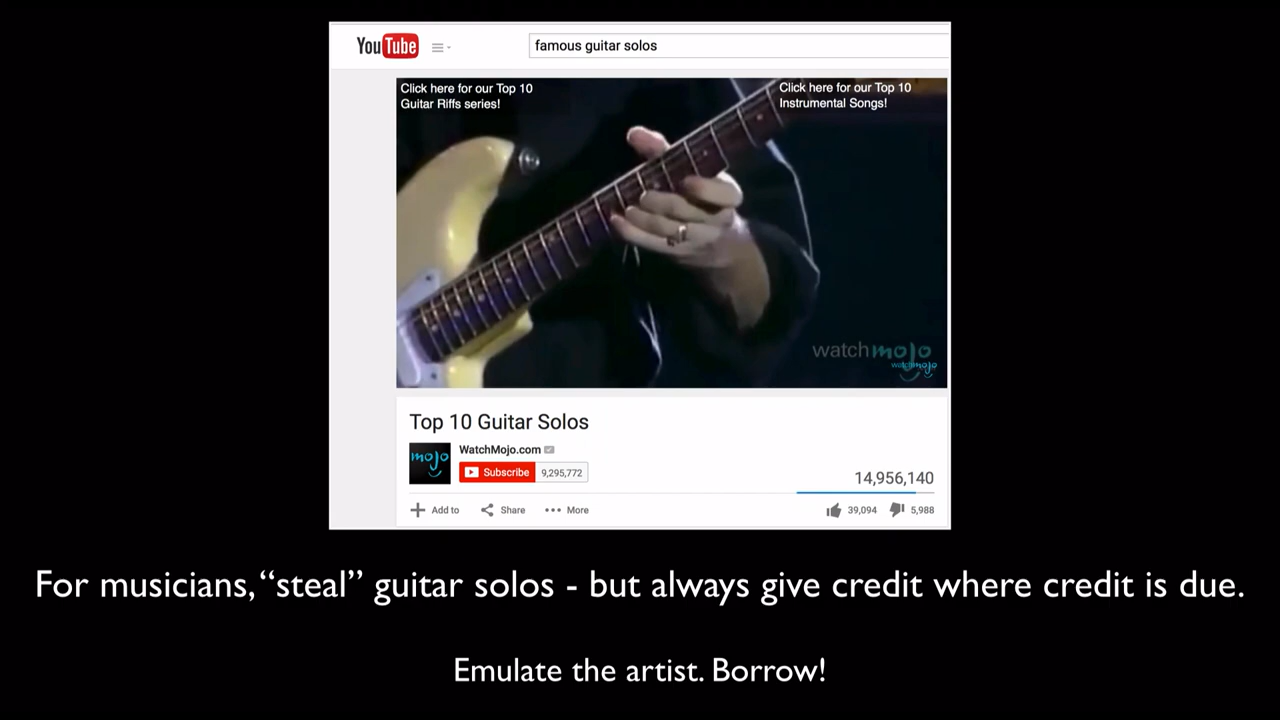 YouTube
famous guitar solos
Click here for our Top 10
Guitar Riffs series!
Click here for our Top 10
Instrumental Songs!
watchmojo
watchmojo
Top 10 Guitar Solos
mojo
WatchMojo.com
Subscribe 9,295,772
14,956,140
Add to Share More 39,094 5,988
For musicians, “steal” guitar solos - but always give credit where credit is due.
Emulate the artist. Borrow!